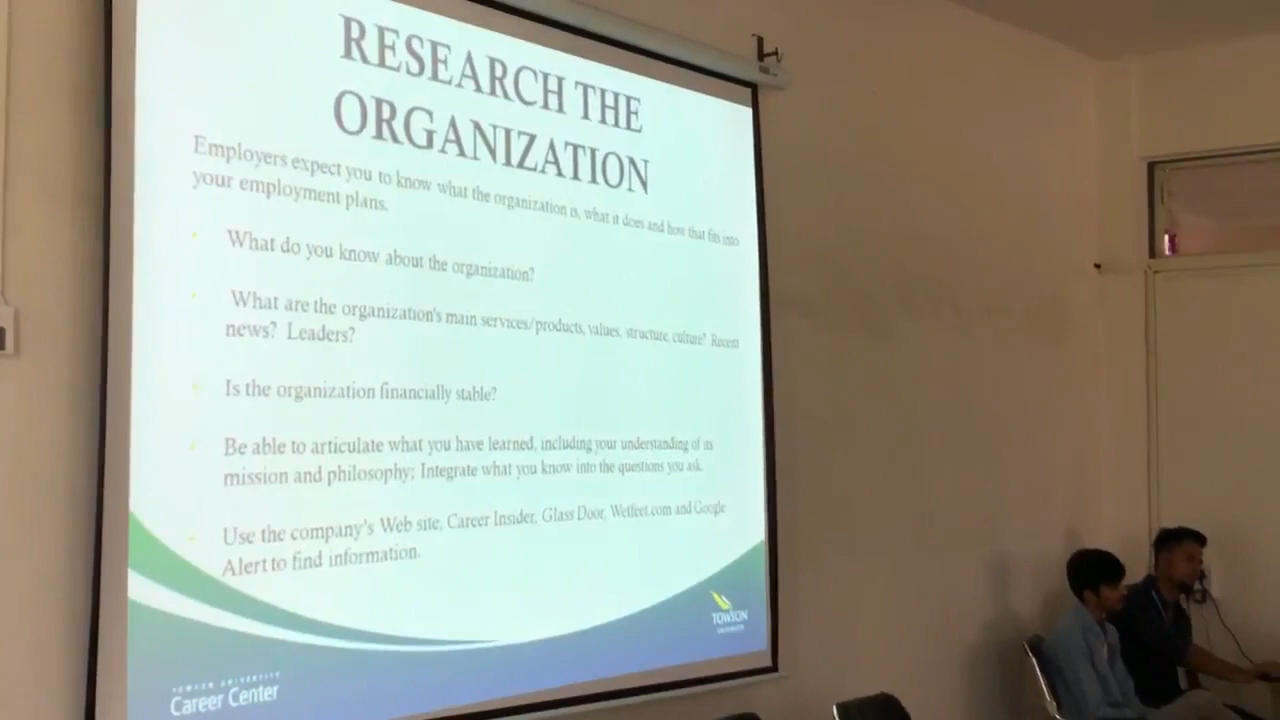 RESEARCH THE
ORGANIZATION
Employers expect you to know what the organization is, what it does and how that fits into
your employment plans.
What do you know about the organization?
What are the organization's main services/products, values, structure, culture? Recent
news? Leaders?
Is the organization financially stable?
Be able to articulate what you have learned, including your understanding of its
mission and philosophy; Integrate what you know into the questions you ask.
Use the company's Web site, Career Insider, Glass Door, Wetfeet.com and Google
Alert to find information.
TOWSON
UNIVERSITY
TOWSON UNIVERSITY
Career Center